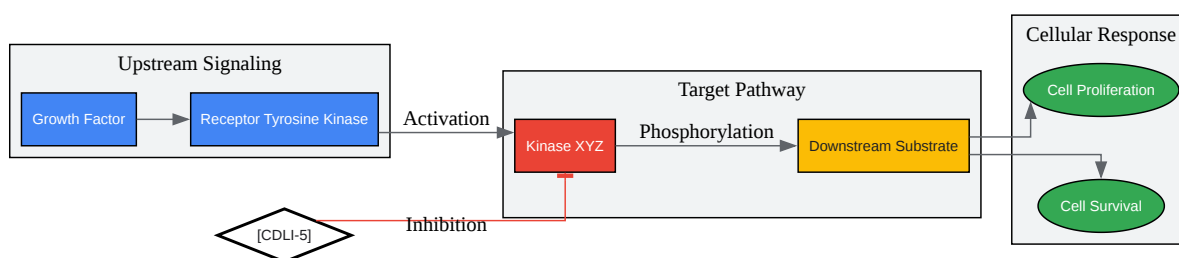 Upstream Signaling
Growth Factor
Receptor Tyrosine Kinase
Activation
Target Pathway
Kinase XYZ
Phosphorylation
Downstream Substrate
Cellular Response
Cell Proliferation
Cell Survival
[CDLI-5]
Inhibition